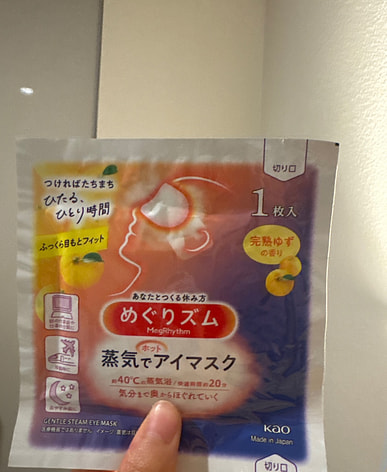 切り口
つければたちまち
ひたる、
ひとり時間
1枚入
ふっくら目もとフィット
完熟ゆず
の香り
あなたとつくる休み方
めぐりズム
MegRhythm
ホット
蒸気でアイマスク
約40℃の蒸気浴/快適時間約20分
気分まで奥からほぐれていく
GENTLE STEAM EYE MASK
Kao
Made in Japan
切り口